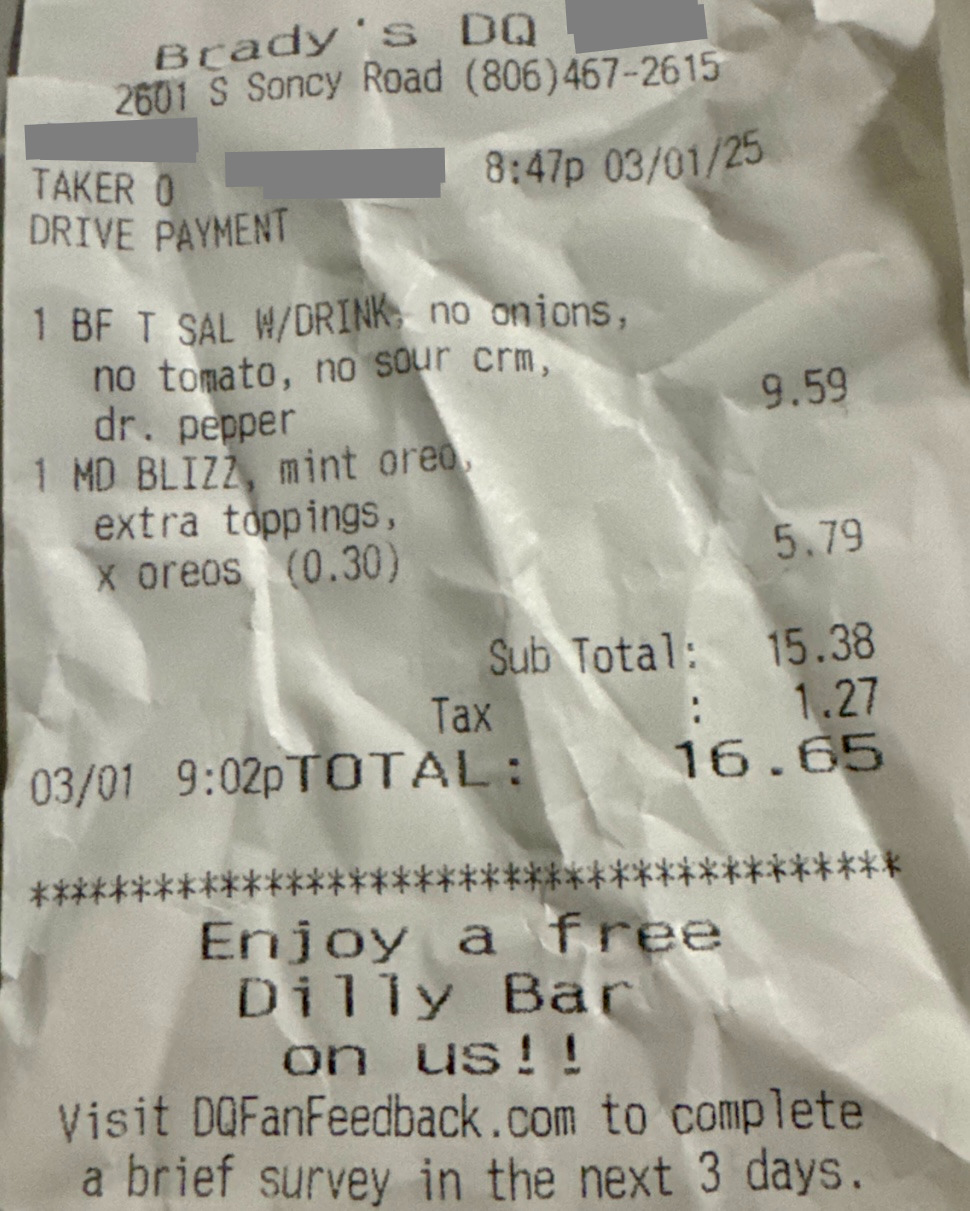 Brady's DQ
2601 S Soncy Road (806)467-2615
TAKER 0 8:47p 03/01/25
DRIVE PAYMENT
1 BF T SAL W/DRINK, no onions,
no tomato, no sour crm,
dr. pepper 9.59
1 MD BLIZZ, mint oreo,
extra toppings,
x oreos (0.30) 5.79
Sub Total: 15.38
Tax : 1.27
03/01 9:02pTOTAL: 16.65
****************************************
Enjoy a free
Dilly Bar
on us!!
Visit DQFanFeedback.com to complete
a brief survey in the next 3 days.